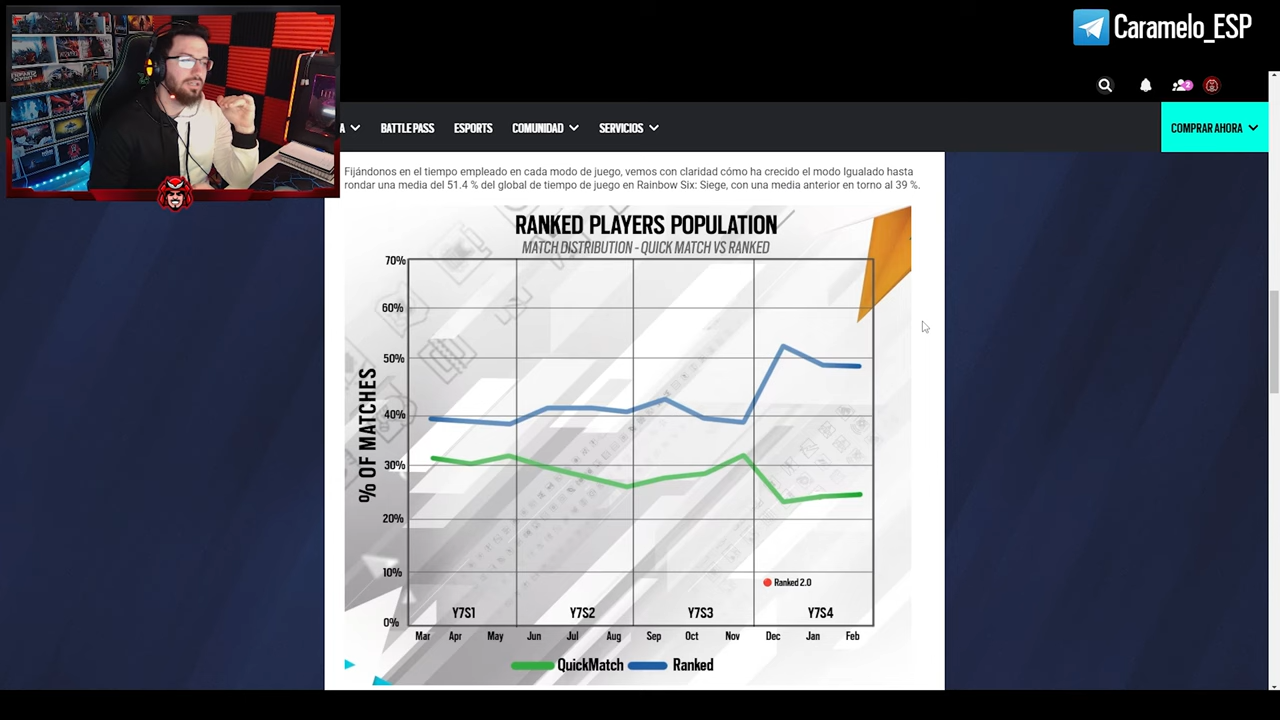 Caramelo_ESP
2
A
BATTLE PASS
ESPORTS
COMUNIDAD
SERVICIOS
COMPRAR AHORA
Fijándonos en el tiempo empleado en cada modo de juego, vemos con claridad cómo ha crecido el modo Igualado hasta
rondar una media del 51.4 % del global de tiempo de juego en Rainbow Six: Siege, con una media anterior en torno al 39 %.
RANKED PLAYERS POPULATION
MATCH DISTRIBUTION - QUICK MATCH VS RANKED
% OF MATCHES
70%
60%
50%
40%
30%
20%
10%
0%
Ranked 2.0
Y7S1
Y7S2
Y7S3
Y7S4
Mar
Apr
May
Jun
Jul
Aug
Sep
Oct
Nov
Dec
Jan
Feb
QuickMatch
Ranked